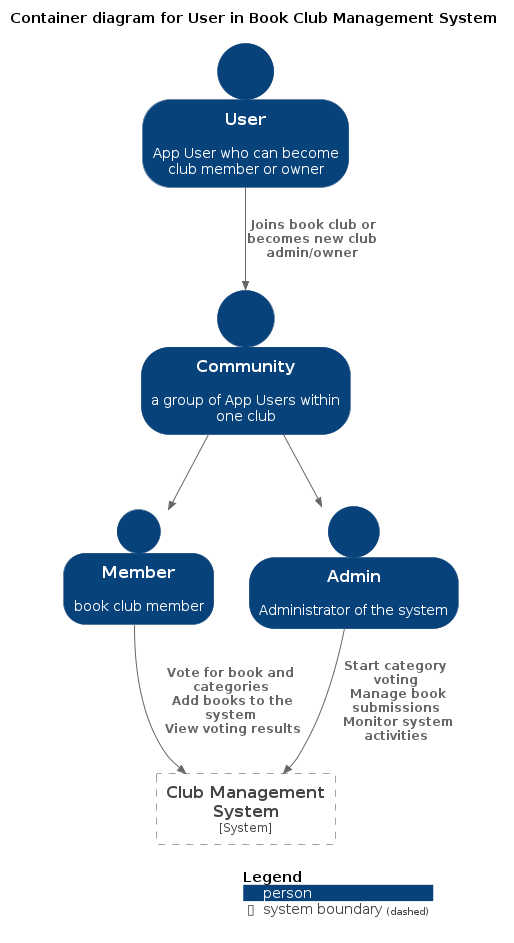 Container diagram for User in Book Club Management System
User
App User who can become
club member or owner
Joins book club or
becomes new club
admin/owner
Community
a group of App Users within
one club
Member
book club member
Admin
Administrator of the system
Vote for book and
categories
Add books to the
system
View voting results
Start category
voting
Manage book
submissions
Monitor system
activities
Club Management
System
[System]
Legend
person
▯ system boundary (dashed)